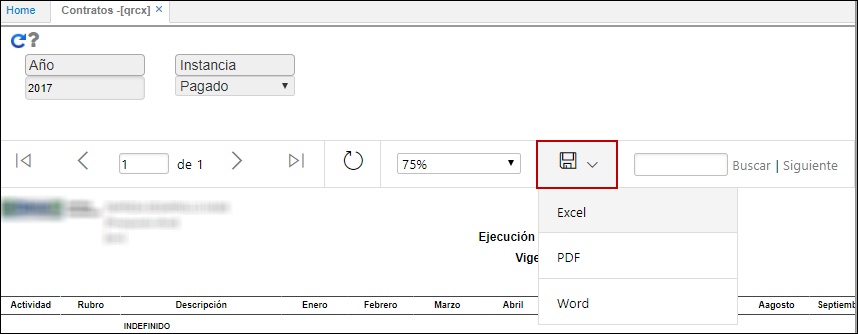 Home Contratos -[qrcx] ×
?
Año Instancia
2017 Pagado
1 de 1 75% Buscar | Siguiente
Excel
Ejecución
PDF
Vige
Actividad Rubro Descripción Enero Febrero Marzo Abril Aagosto Septiemb
Word
INDEFINIDO